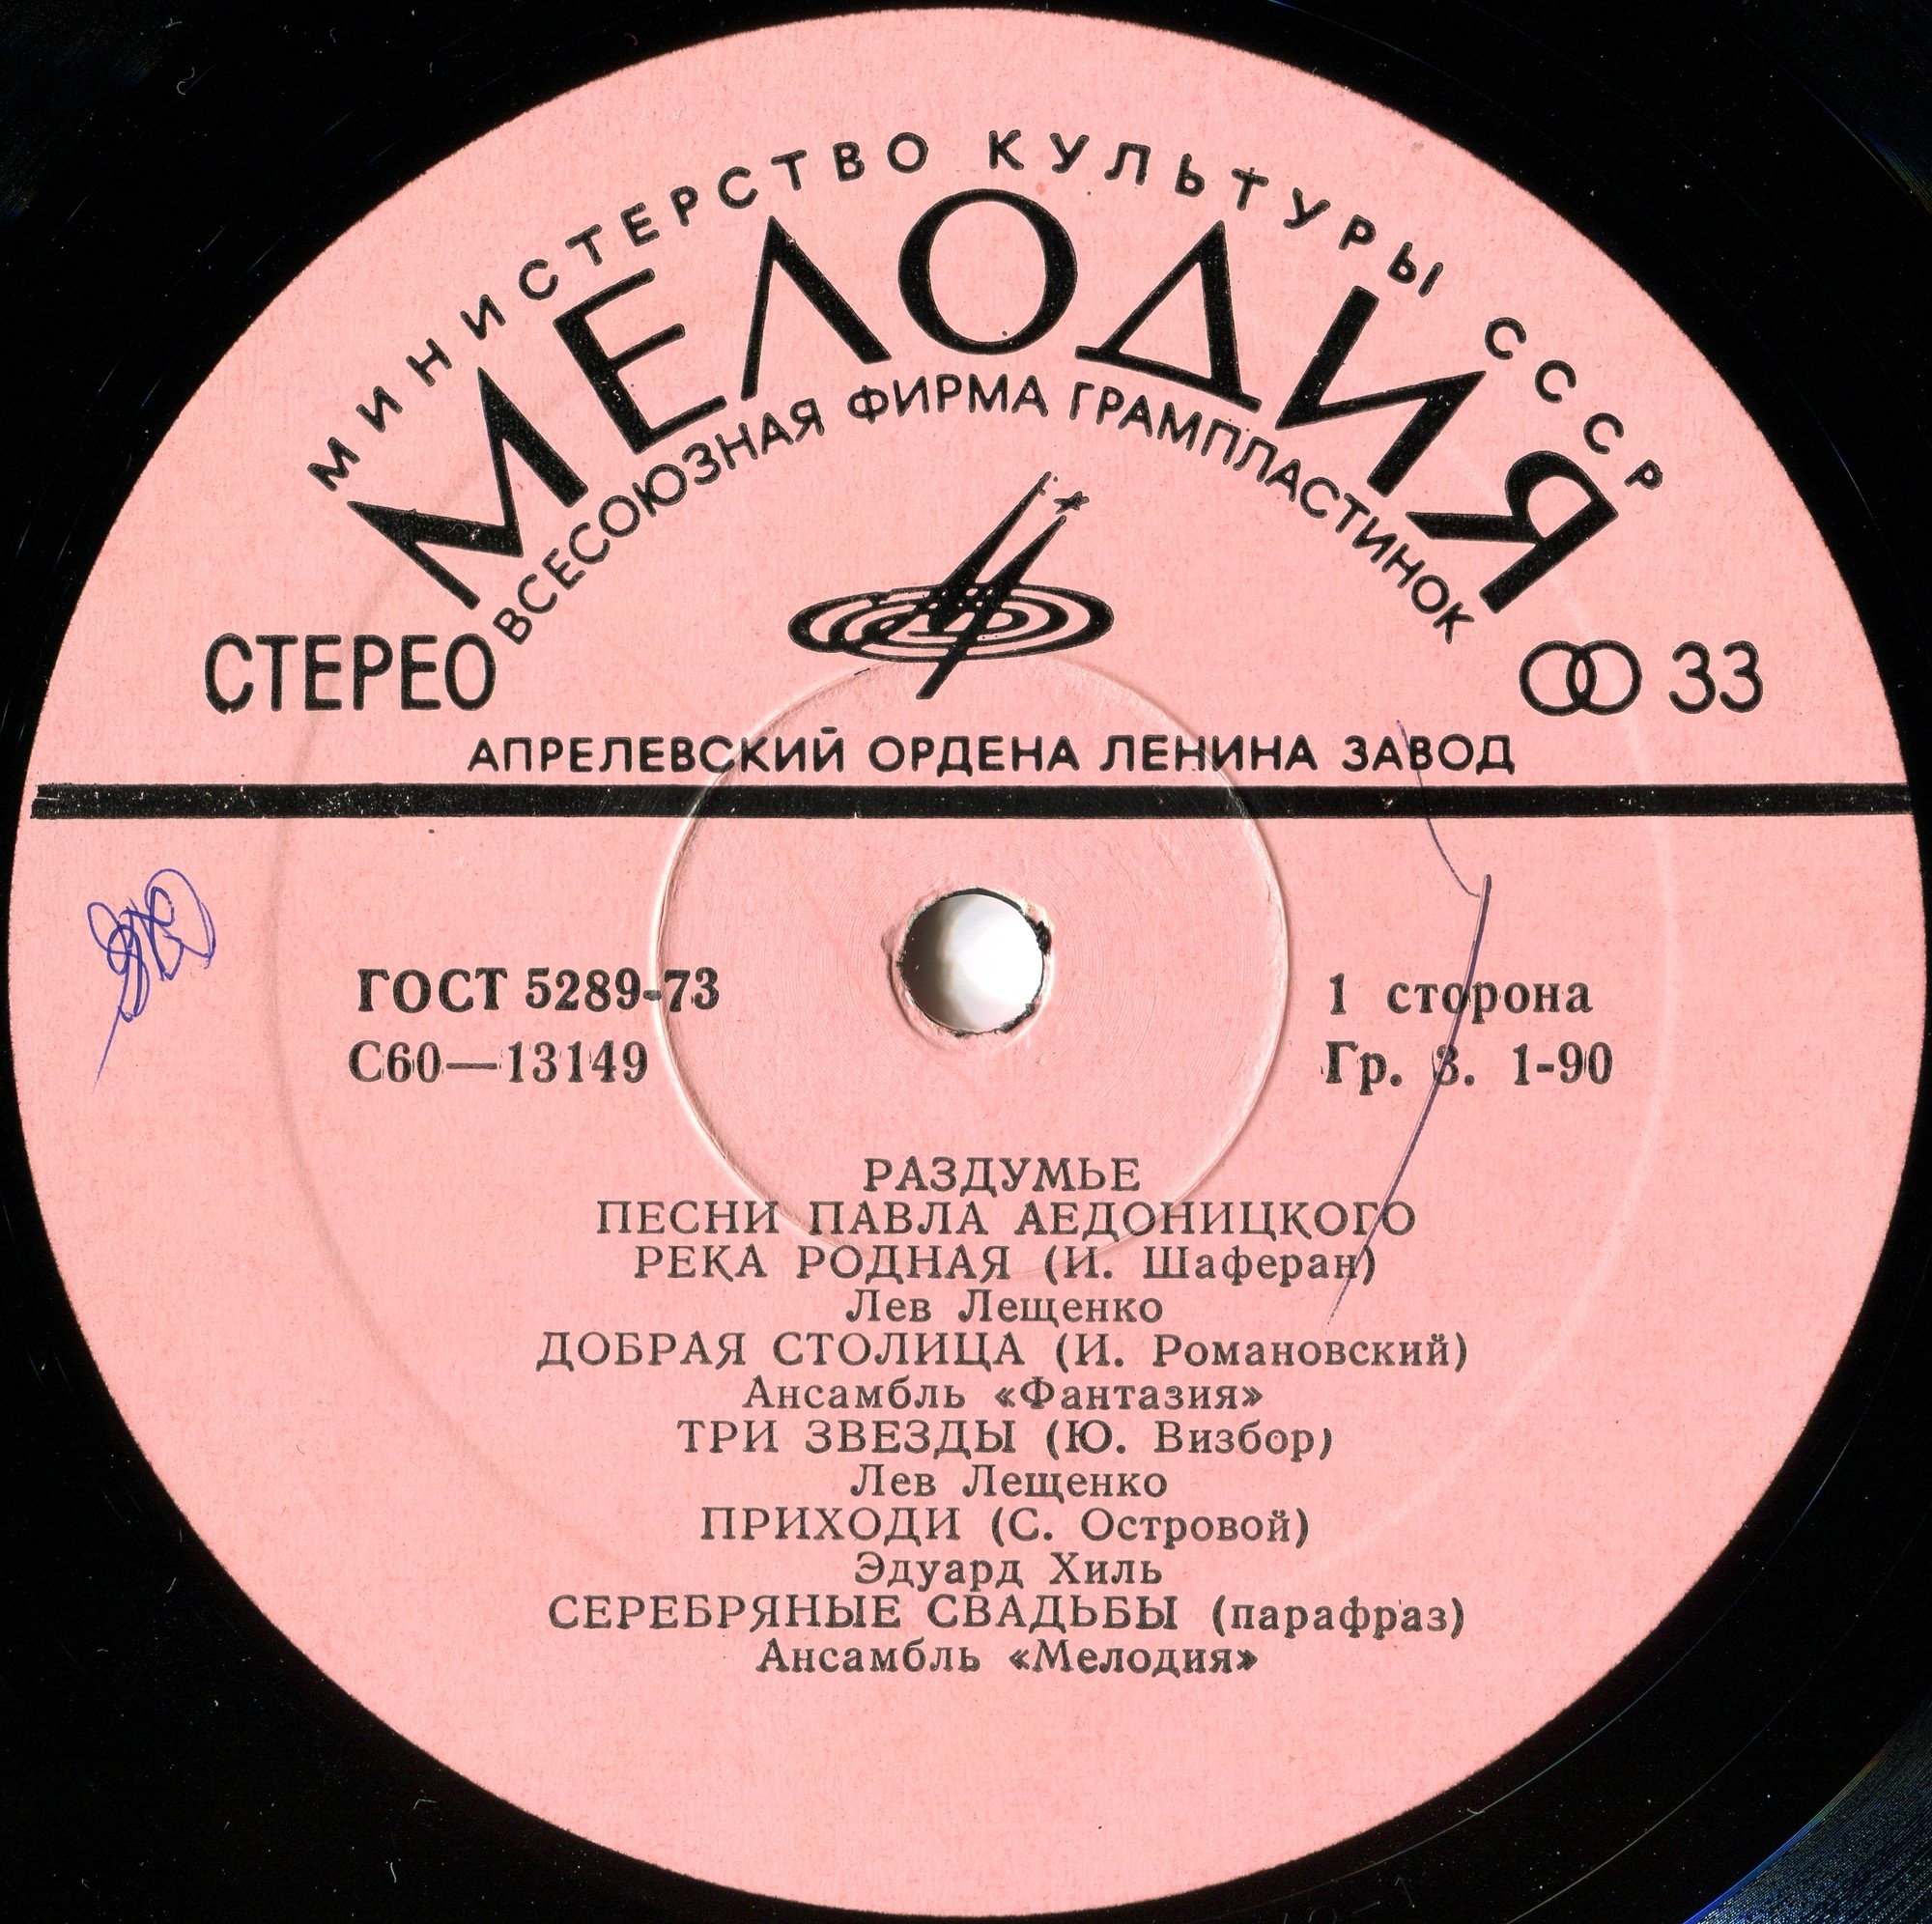 МИНИСТЕРСТВО КУЛЬТУРЫ СССР
МЕЛОДИЯ
ВСЕСОЮЗНАЯ ФИРМА ГРАМПЛАСТИНОК
СТЕРЕО
33
АПРЕЛЕВСКИЙ ОРДЕНА ЛЕНИНА ЗАВОД
ГОСТ 5289-73
1 сторона
С60—13149
Гр. 3. 1-90
РАЗДУМЬЕ
ПЕСНИ ПАВЛА АЕДОНИЦКОГО
РЕКА РОДНАЯ (И. Шаферан)
Лев Лещенко
ДОБРАЯ СТОЛИЦА (И. Романовский)
Ансамбль «Фантазия»
ТРИ ЗВЕЗДЫ (Ю. Визбор)
Лев Лещенко
ПРИХОДИ (С. Островой)
Эдуард Хиль
СЕРЕБРЯНЫЕ СВАДЬБЫ (парафраз)
Ансамбль «Мелодия»